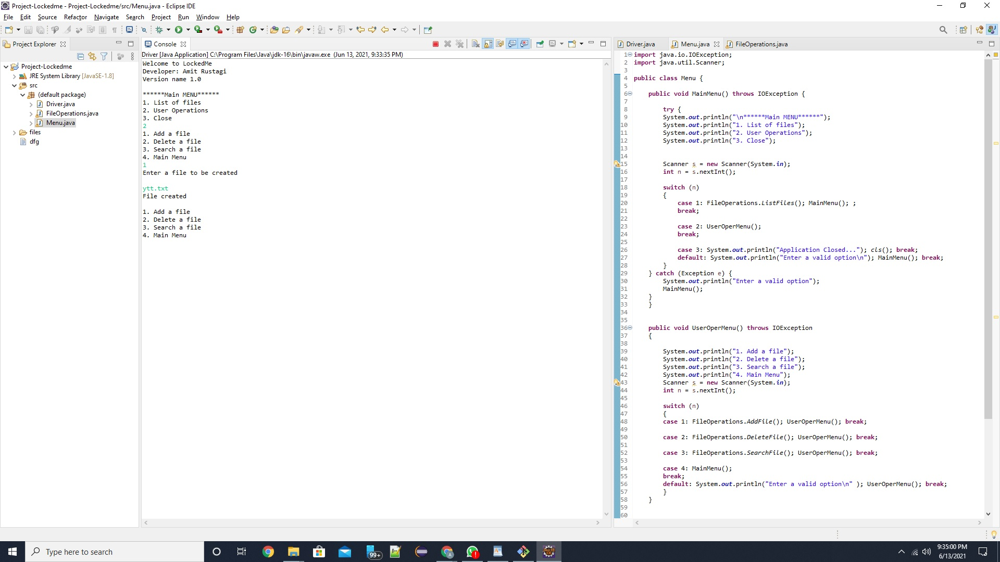 Project-Lockedme - Project-Lockedme/src/Menu.java - Eclipse IDE
File Edit Source Refactor Navigate Search Project Run Window Help
Project Explorer
Project-Lockedme
JRE System Library [JavaSE-1.8]
src
(default package)
Driver.java
FileOperations.java
Menu.java
files
dfg
Console
Driver [Java Application] C:\Program Files\Java\jdk-16\bin\javaw.exe (Jun 13, 2021, 9:33:35 PM)
Welcome to LockedMe
Developer: Amit Rustagi
Version name 1.0
******Main MENU******
1. List of files
2. User Operations
3. Close
2
1. Add a file
2. Delete a file
3. Search a file
4. Main Menu
1
Enter a file to be created
ytt.txt
File created
1. Add a file
2. Delete a file
3. Search a file
4. Main Menu
Driver.java Menu.java FileOperations.java
1 import java.io.IOException;
2 import java.util.Scanner;
3
4 public class Menu {
5
6 public void MainMenu() throws IOException {
7
8 try {
9 System.out.println("\n******Main MENU******");
10 System.out.println("1. List of files");
11 System.out.println("2. User Operations");
12 System.out.println("3. Close");
13
14
15 Scanner s = new Scanner(System.in);
16 int n = s.nextInt();
17
18 switch (n)
19 {
20 case 1: FileOperations.ListFiles(); MainMenu(); ;
21 break;
22
23 case 2: UserOperMenu();
24 break;
25
26 case 3: System.out.println("Application Closed..."); cls(); break;
27 default: System.out.println("Enter a valid option\n"); MainMenu(); break;
28 }
29 } catch (Exception e) {
30 System.out.println("Enter a valid option");
31 MainMenu();
32 }
33 }
34
35
36 public void UserOperMenu() throws IOException
37 {
38
39 System.out.println("1. Add a file");
40 System.out.println("2. Delete a file");
41 System.out.println("3. Search a file");
42 System.out.println("4. Main Menu");
43 Scanner s = new Scanner(System.in);
44 int n = s.nextInt();
45
46 switch (n)
47 {
48 case 1: FileOperations.AddFile(); UserOperMenu(); break;
49
50 case 2: FileOperations.DeleteFile(); UserOperMenu(); break;
51
52 case 3: FileOperations.SearchFile(); UserOperMenu(); break;
53
54 case 4: MainMenu();
55 break;
56 default: System.out.println("Enter a valid option\n" ); UserOperMenu(); break;
57 }
58 }
59
60
Type here to search
99+
9:35:00 PM
6/13/2021